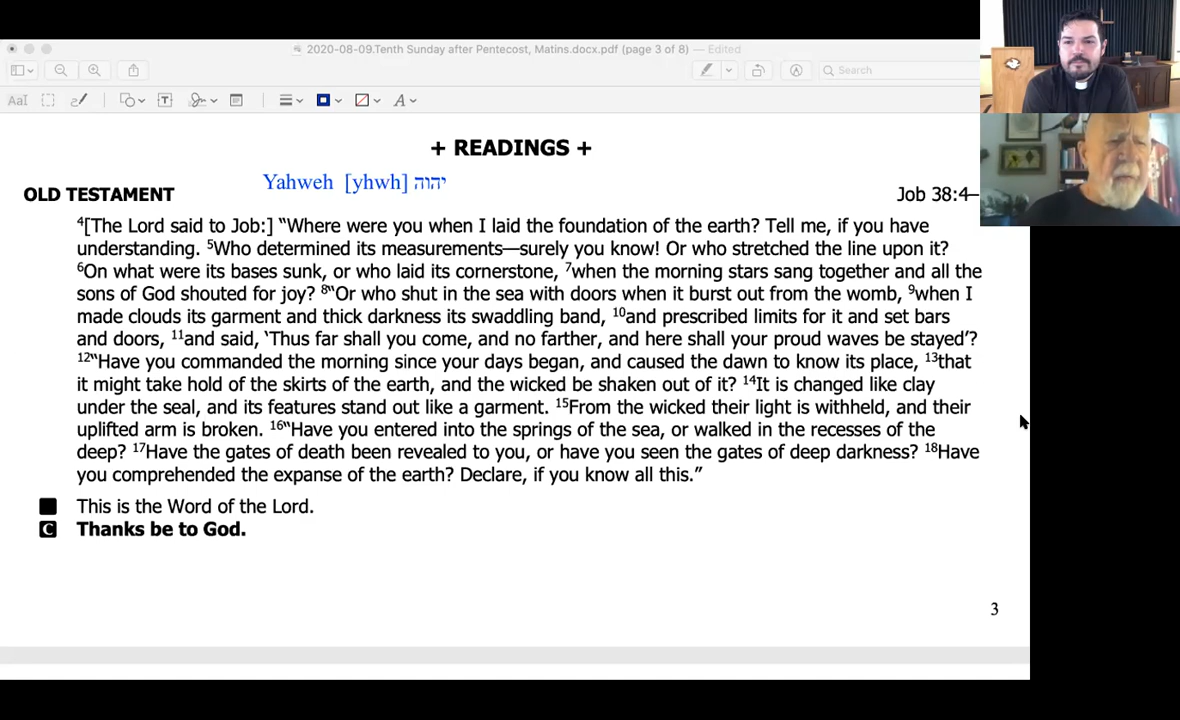 2020-08-09.Tenth Sunday after Pentecost, Matins.docx.pdf (page 3 of 8) — Edited
Search
AaI
T
A
+ READINGS +
Yahweh [yhwh] יהוה
OLD TESTAMENT Job 38:4–
⁴[The Lord said to Job:] “Where were you when I laid the foundation of the earth? Tell me, if you have
understanding. ⁵Who determined its measurements—surely you know! Or who stretched the line upon it?
⁶On what were its bases sunk, or who laid its cornerstone, ⁷when the morning stars sang together and all the
sons of God shouted for joy? ⁸“Or who shut in the sea with doors when it burst out from the womb, ⁹when I
made clouds its garment and thick darkness its swaddling band, ¹⁰and prescribed limits for it and set bars
and doors, ¹¹and said, ‘Thus far shall you come, and no farther, and here shall your proud waves be stayed’?
¹²“Have you commanded the morning since your days began, and caused the dawn to know its place, ¹³that
it might take hold of the skirts of the earth, and the wicked be shaken out of it? ¹⁴It is changed like clay
under the seal, and its features stand out like a garment. ¹⁵From the wicked their light is withheld, and their
uplifted arm is broken. ¹⁶“Have you entered into the springs of the sea, or walked in the recesses of the
deep? ¹⁷Have the gates of death been revealed to you, or have you seen the gates of deep darkness? ¹⁸Have
you comprehended the expanse of the earth? Declare, if you know all this.”
This is the Word of the Lord.
C Thanks be to God.
3